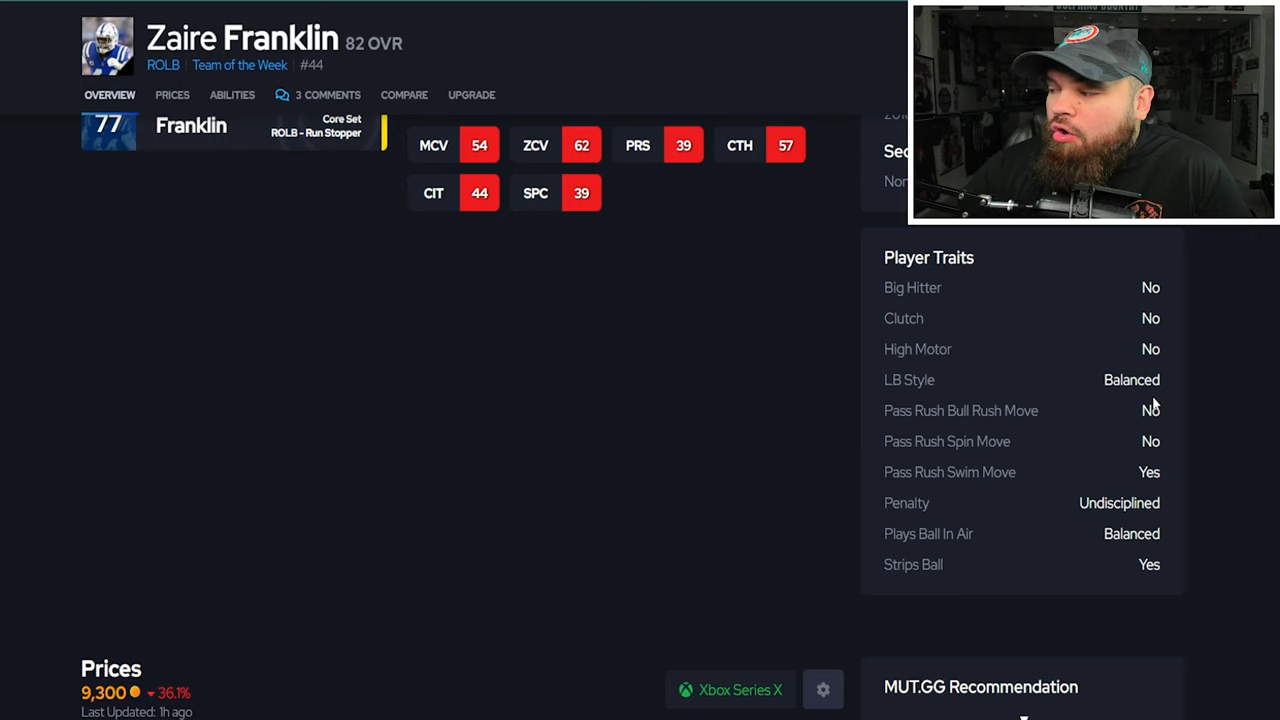 Zaire Franklin 82 OVR
ROLB Team of the Week #44
OVERVIEW PRICES ABILITIES 3 COMMENTS COMPARE UPGRADE
77 Franklin Core Set
ROLB - Run Stopper
MCV 54 ZCV 62 PRS 39 CTH 57
CIT 44 SPC 39
Sec
Non
Player Traits
Big Hitter No
Clutch No
High Motor No
LB Style Balanced
Pass Rush Bull Rush Move No
Pass Rush Spin Move No
Pass Rush Swim Move Yes
Penalty Undisciplined
Plays Ball In Air Balanced
Strips Ball Yes
Prices
9,300 36.1%
Last Updated: 1h ago
Xbox Series X
MUT.GG Recommendation